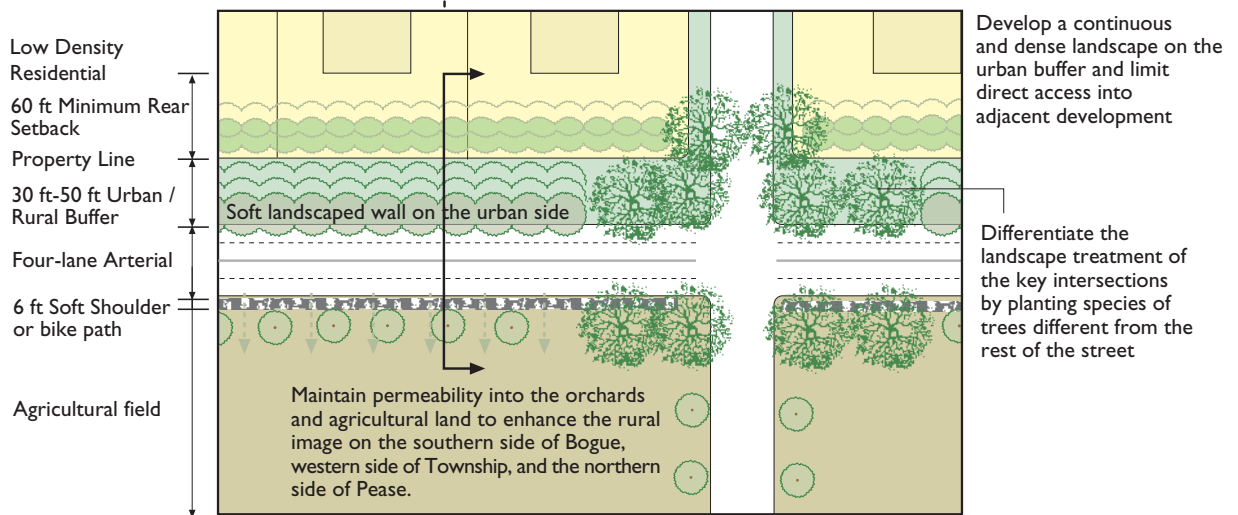 Low Density
Residential
60 ft Minimum Rear
Setback
Property Line
30 ft-50 ft Urban /
Rural Buffer
Four-lane Arterial
6 ft Soft Shoulder
or bike path
Agricultural field
Soft landscaped wall on the urban side
Maintain permeability into the orchards
and agricultural land to enhance the rural
image on the southern side of Bogue,
western side of Township, and the northern
side of Pease.
Develop a continuous
and dense landscape on the
urban buffer and limit
direct access into
adjacent development
Differentiate the
landscape treatment of
the key intersections
by planting species of
trees different from the
rest of the street